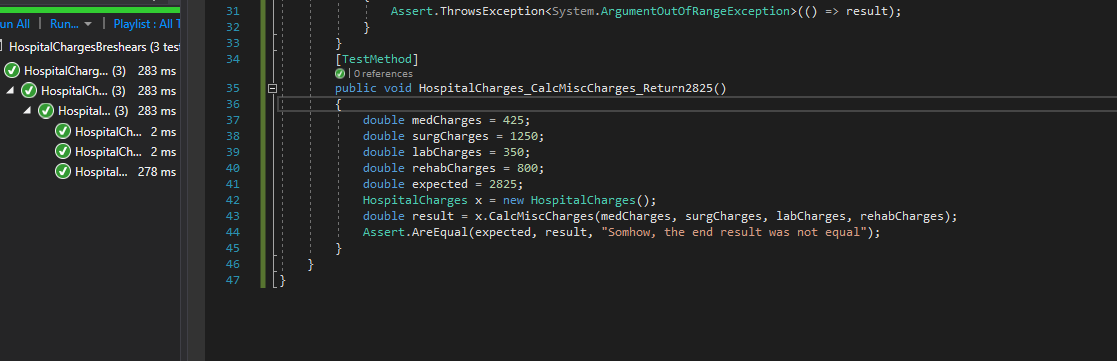 31 Assert.ThrowsException<System.ArgumentOutOfRangeException>(() => result);
un All | Run... | Playlist : All T
32 }
HospitalChargesBreshears (3 test
33 }
34 [TestMethod]
HospitalCharg... (3) 283 ms
| 0 references
35 public void HospitalCharges_CalcMiscCharges_Return2825()
HospitalCh... (3) 283 ms
36 {
Hospital... (3) 283 ms
37 double medCharges = 425;
HospitalCh... 2 ms
38 double surgCharges = 1250;
HospitalCh... 2 ms
39 double labCharges = 350;
40 double rehabCharges = 800;
Hospital... 278 ms
41 double expected = 2825;
42 HospitalCharges x = new HospitalCharges();
43 double result = x.CalcMiscCharges(medCharges, surgCharges, labCharges, rehabCharges);
44 Assert.AreEqual(expected, result, "Somhow, the end result was not equal");
45 }
46 }
47 }